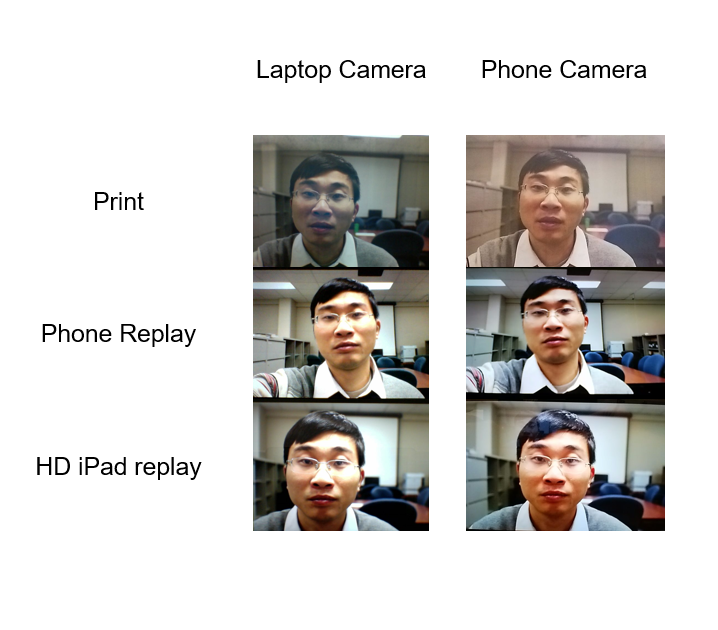 Laptop Camera
Phone Camera
Print
Phone Replay
HD iPad replay